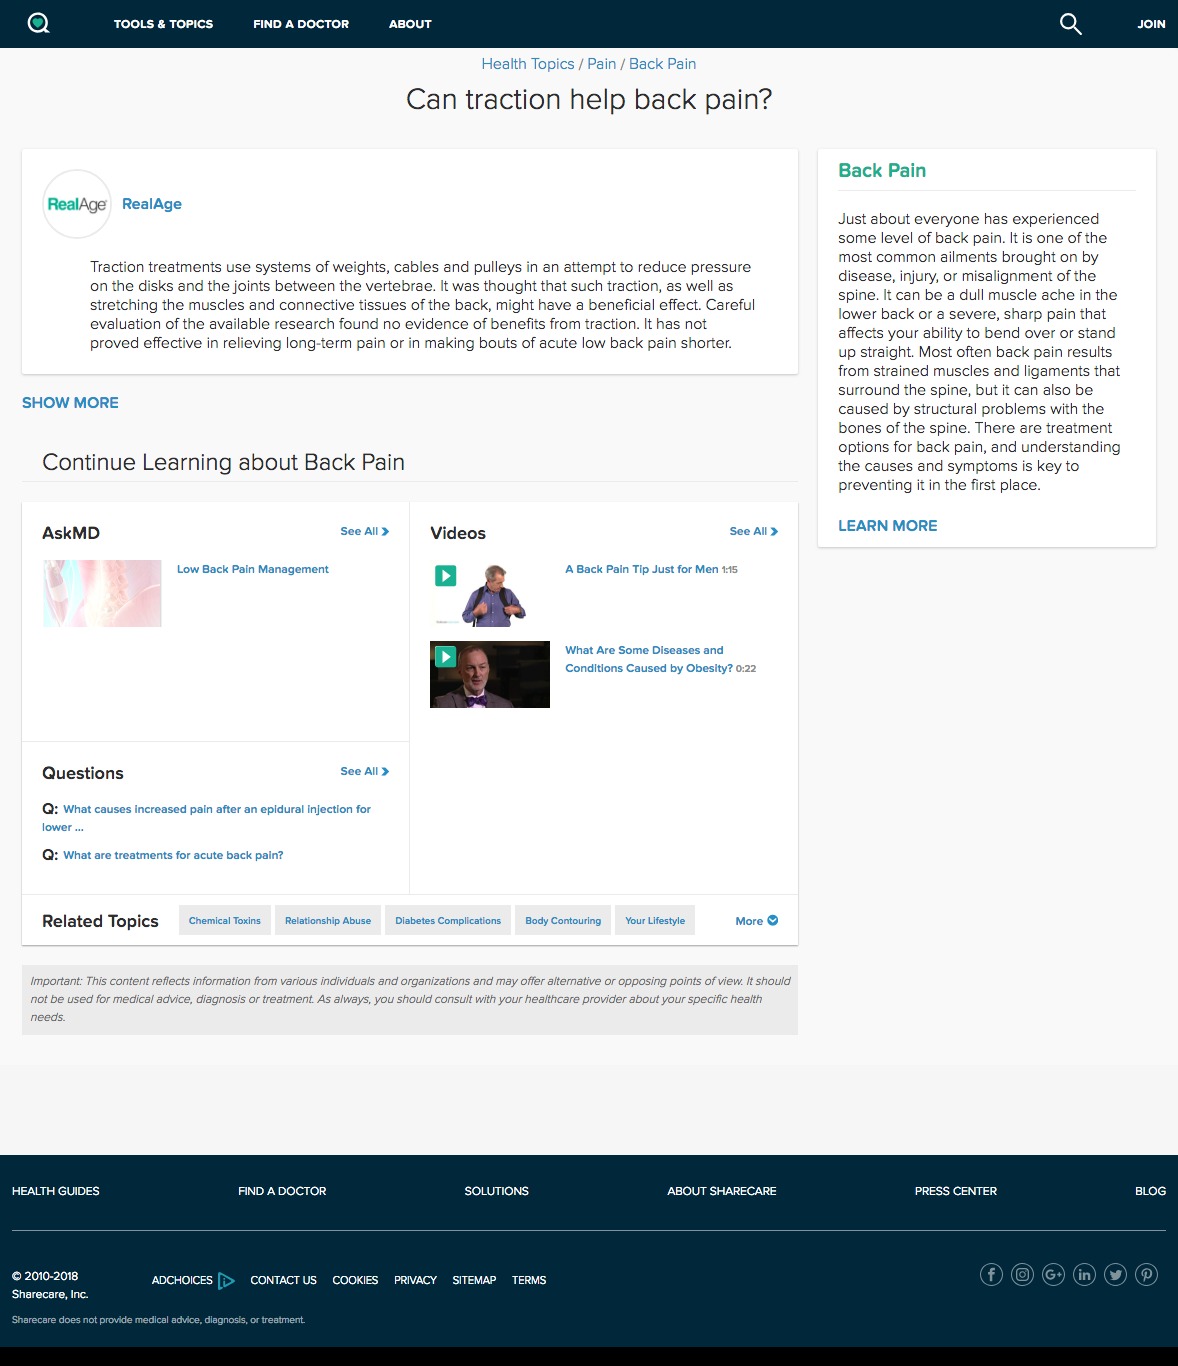 TOOLS & TOPICS
FIND A DOCTOR
ABOUT
JOIN
Health Topics / Pain / Back Pain
Can traction help back pain?
RealAge
RealAge
Traction treatments use systems of weights, cables and pulleys in an attempt to reduce pressure
on the disks and the joints between the vertebrae. It was thought that such traction, as well as
stretching the muscles and connective tissues of the back, might have a beneficial effect. Careful
evaluation of the available research found no evidence of benefits from traction. It has not
proved effective in relieving long-term pain or in making bouts of acute low back pain shorter.
SHOW MORE
Back Pain
Just about everyone has experienced
some level of back pain. It is one of the
most common ailments brought on by
disease, injury, or misalignment of the
spine. It can be a dull muscle ache in the
lower back or a severe, sharp pain that
affects your ability to bend over or stand
up straight. Most often back pain results
from strained muscles and ligaments that
surround the spine, but it can also be
caused by structural problems with the
bones of the spine. There are treatment
options for back pain, and understanding
the causes and symptoms is key to
preventing it in the first place.
LEARN MORE
Continue Learning about Back Pain
AskMD
See All
Low Back Pain Management
Videos
See All
A Back Pain Tip Just for Men 1:15
What Are Some Diseases and
Conditions Caused by Obesity? 0:22
Questions
See All
Q: What causes increased pain after an epidural injection for
lower ...
Q: What are treatments for acute back pain?
Related Topics
Chemical Toxins
Relationship Abuse
Diabetes Complications
Body Contouring
Your Lifestyle
More
Important: This content reflects information from various individuals and organizations and may offer alternative or opposing points of view. It should
not be used for medical advice, diagnosis or treatment. As always, you should consult with your healthcare provider about your specific health
needs.
HEALTH GUIDES
FIND A DOCTOR
SOLUTIONS
ABOUT SHARECARE
PRESS CENTER
BLOG
© 2010-2018
Sharecare, Inc.
ADCHOICES
CONTACT US
COOKIES
PRIVACY
SITEMAP
TERMS
Sharecare does not provide medical advice, diagnosis, or treatment.